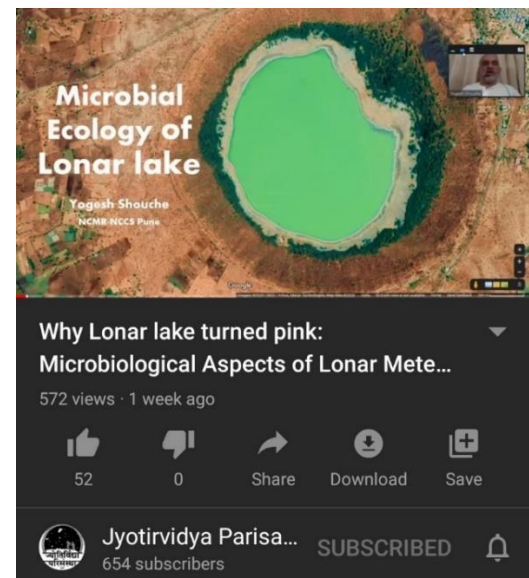 Microbial
Ecology of
Lonar lake
Yogesh Shouche
NCMR-NCCS Pune
Google
Why Lonar lake turned pink:
Microbiological Aspects of Lonar Mete...
572 views · 1 week ago
52
0
Share
Download
Save
ज्योतिर्विद्या
परिसंस्था
Jyotirvidya Parisa...
654 subscribers
SUBSCRIBED